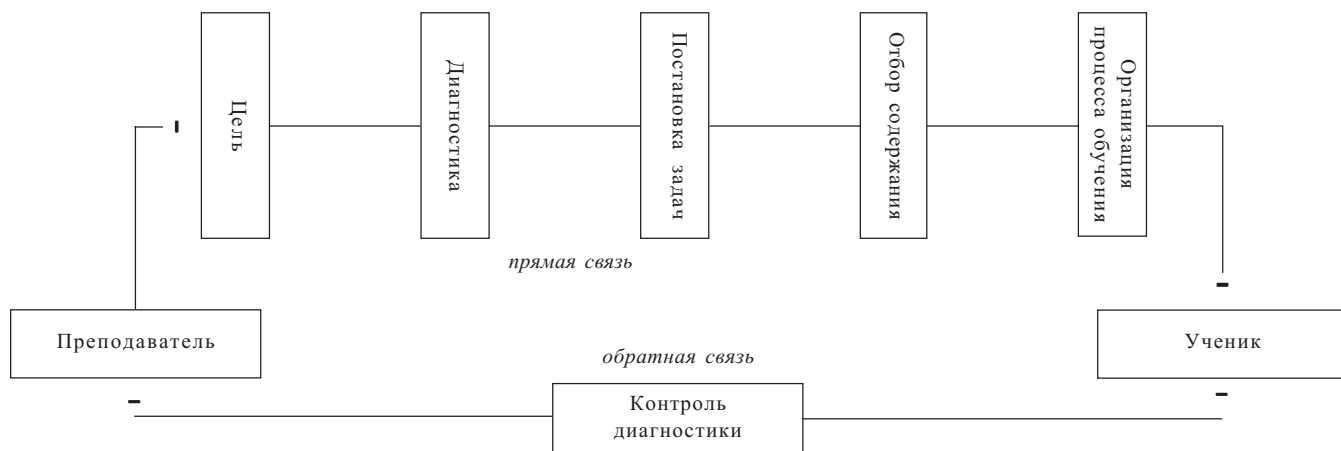 Цель
Диагностика
Постановка задач
Отбор содержания
Организация
процесса обучения
прямая связь
Преподаватель
Ученик
обратная связь
Контроль
диагностики